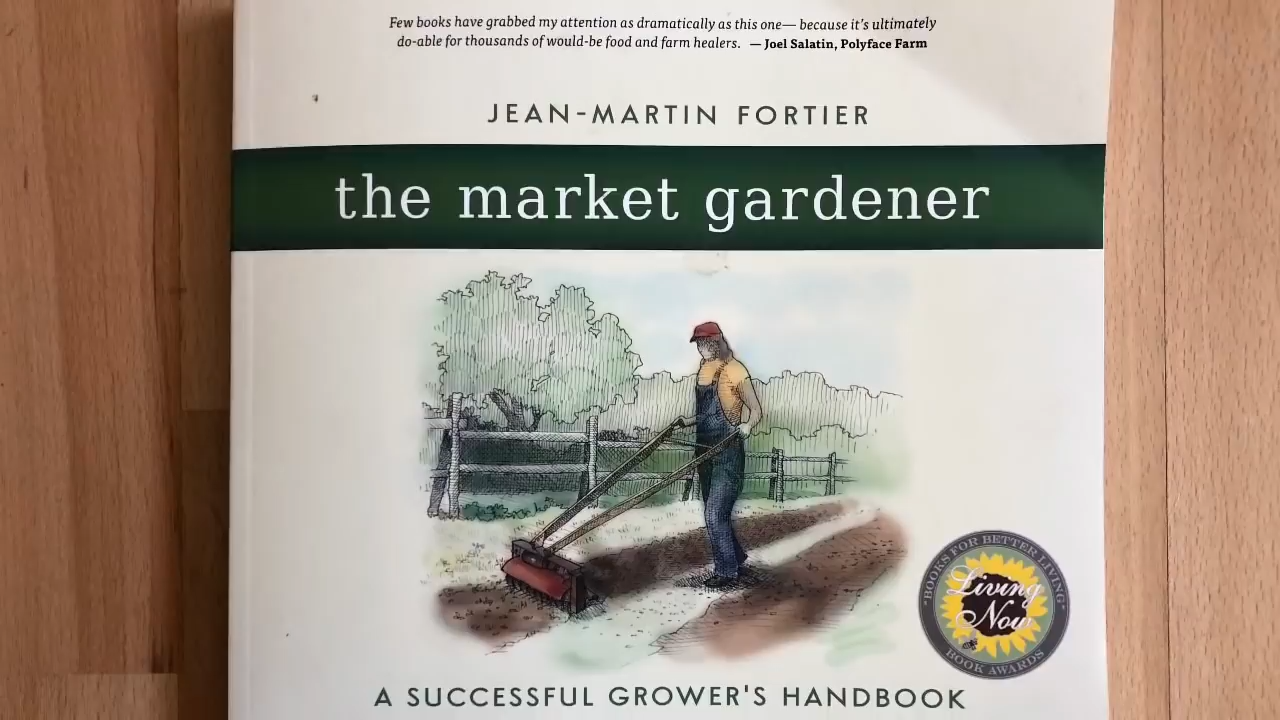 Few books have grabbed my attention as dramatically as this one— because it's ultimately
do-able for thousands of would-be food and farm healers. — Joel Salatin, Polyface Farm
JEAN-MARTIN FORTIER
the market gardener
"BOOKS FOR BETTER LIVING"
Living
Now
BOOK AWARDS
A SUCCESSFUL GROWER'S HANDBOOK